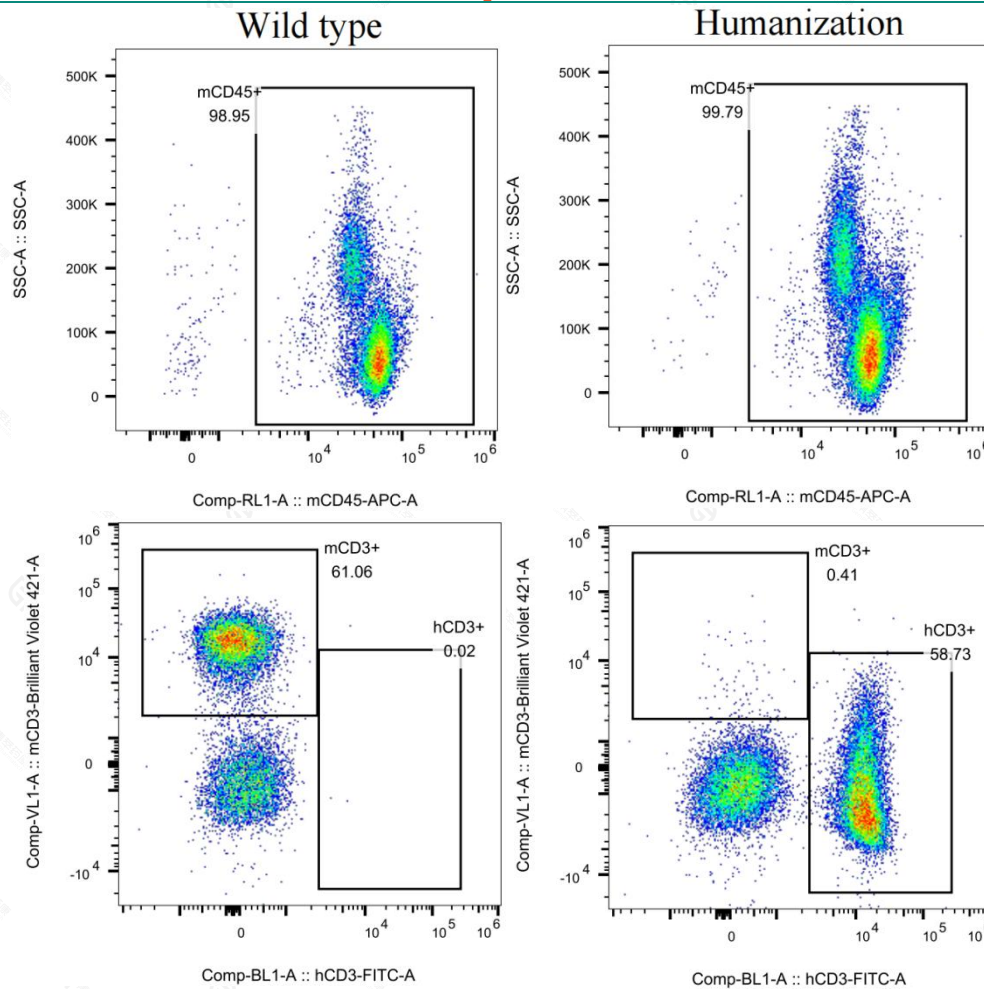 Wild type
Humanization
500K
400K
300K
200K
100K
0
SSC-A :: SSC-A
mCD45+
98.95
0
10^4
10^5
10^6
Comp-RL1-A :: mCD45-APC-A
500K
400K
300K
200K
100K
0
SSC-A :: SSC-A
mCD45+
99.79
0
10^4
10^5
10^6
Comp-RL1-A :: mCD45-APC-A
10^6
10^5
10^4
0
-10^4
Comp-VL1-A :: mCD3-Brilliant Violet 421-A
mCD3+
61.06
hCD3+
0.02
0
10^4
10^5
10^6
Comp-BL1-A :: hCD3-FITC-A
10^6
10^5
10^4
0
-10^4
Comp-VL1-A :: mCD3-Brilliant Violet 421-A
mCD3+
0.41
hCD3+
58.73
0
10^4
10^5
Comp-BL1-A :: hCD3-FITC-A